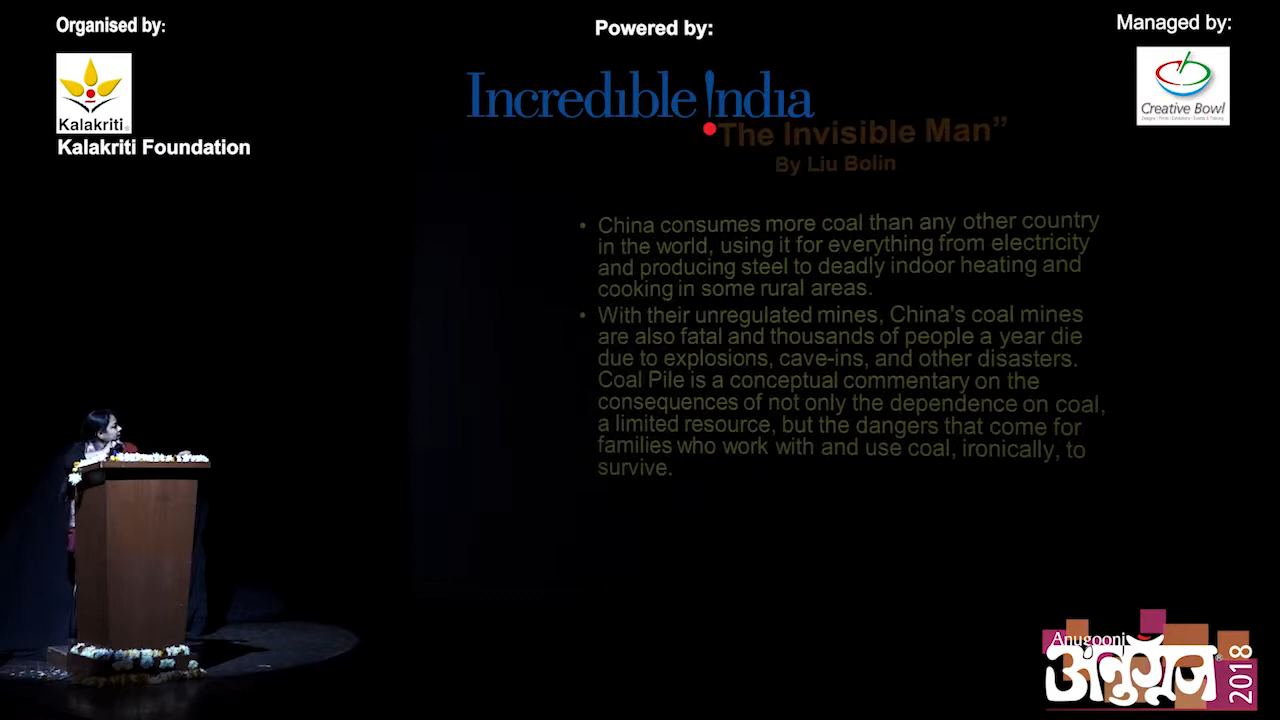 Organised by:
Powered by:
Managed by:
Kalakriti
Kalakriti Foundation
Incredıble !ndıa
Creative Bowl
"The Invisible Man”
By Liu Bolin
• China consumes more coal than any other country
in the world, using it for everything from electricity
and producing steel to deadly indoor heating and
cooking in some rural areas.
• With their unregulated mines, China's coal mines
are also fatal and thousands of people a year die
due to explosions, cave-ins, and other disasters.
Coal Pile is a conceptual commentary on the
consequences of not only the dependence on coal,
a limited resource, but the dangers that come for
families who work with and use coal, ironically, to
survive.
Anugoonj
अनुगूँज
2018